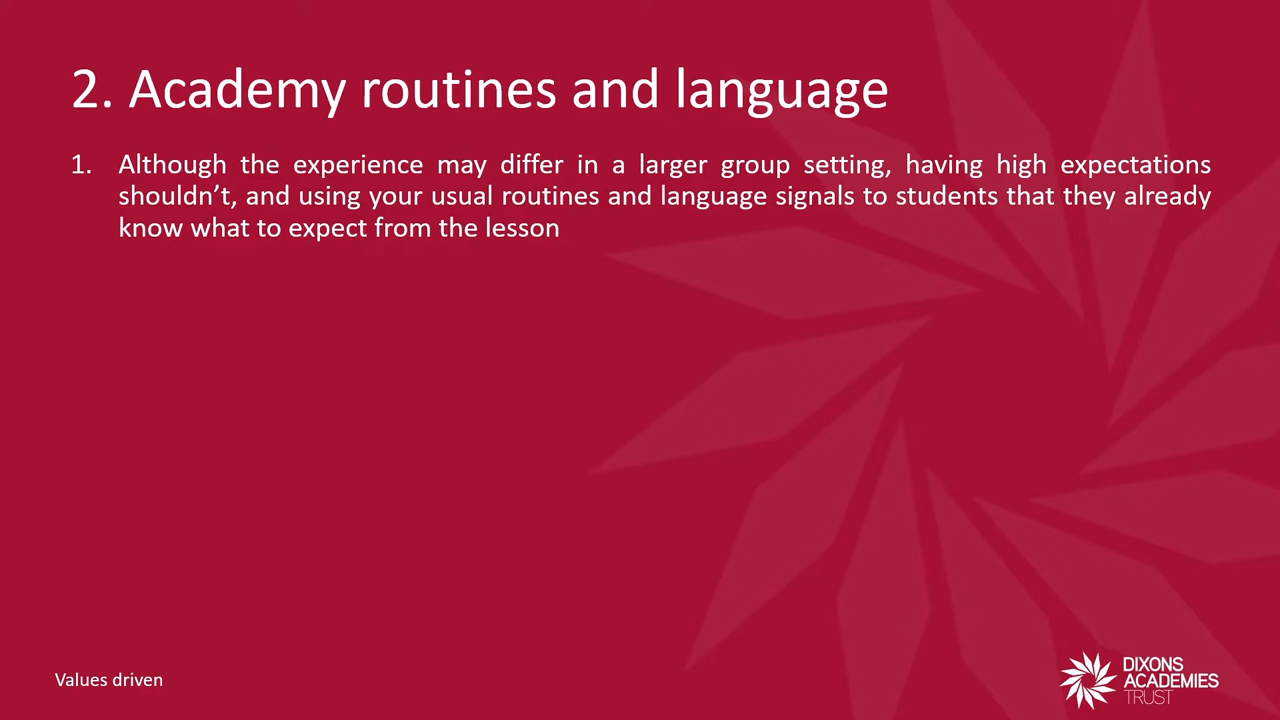 2. Academy routines and language
1. Although the experience may differ in a larger group setting, having high expectations
shouldn’t, and using your usual routines and language signals to students that they already
know what to expect from the lesson
Values driven
DIXONS
ACADEMIES
TRUST